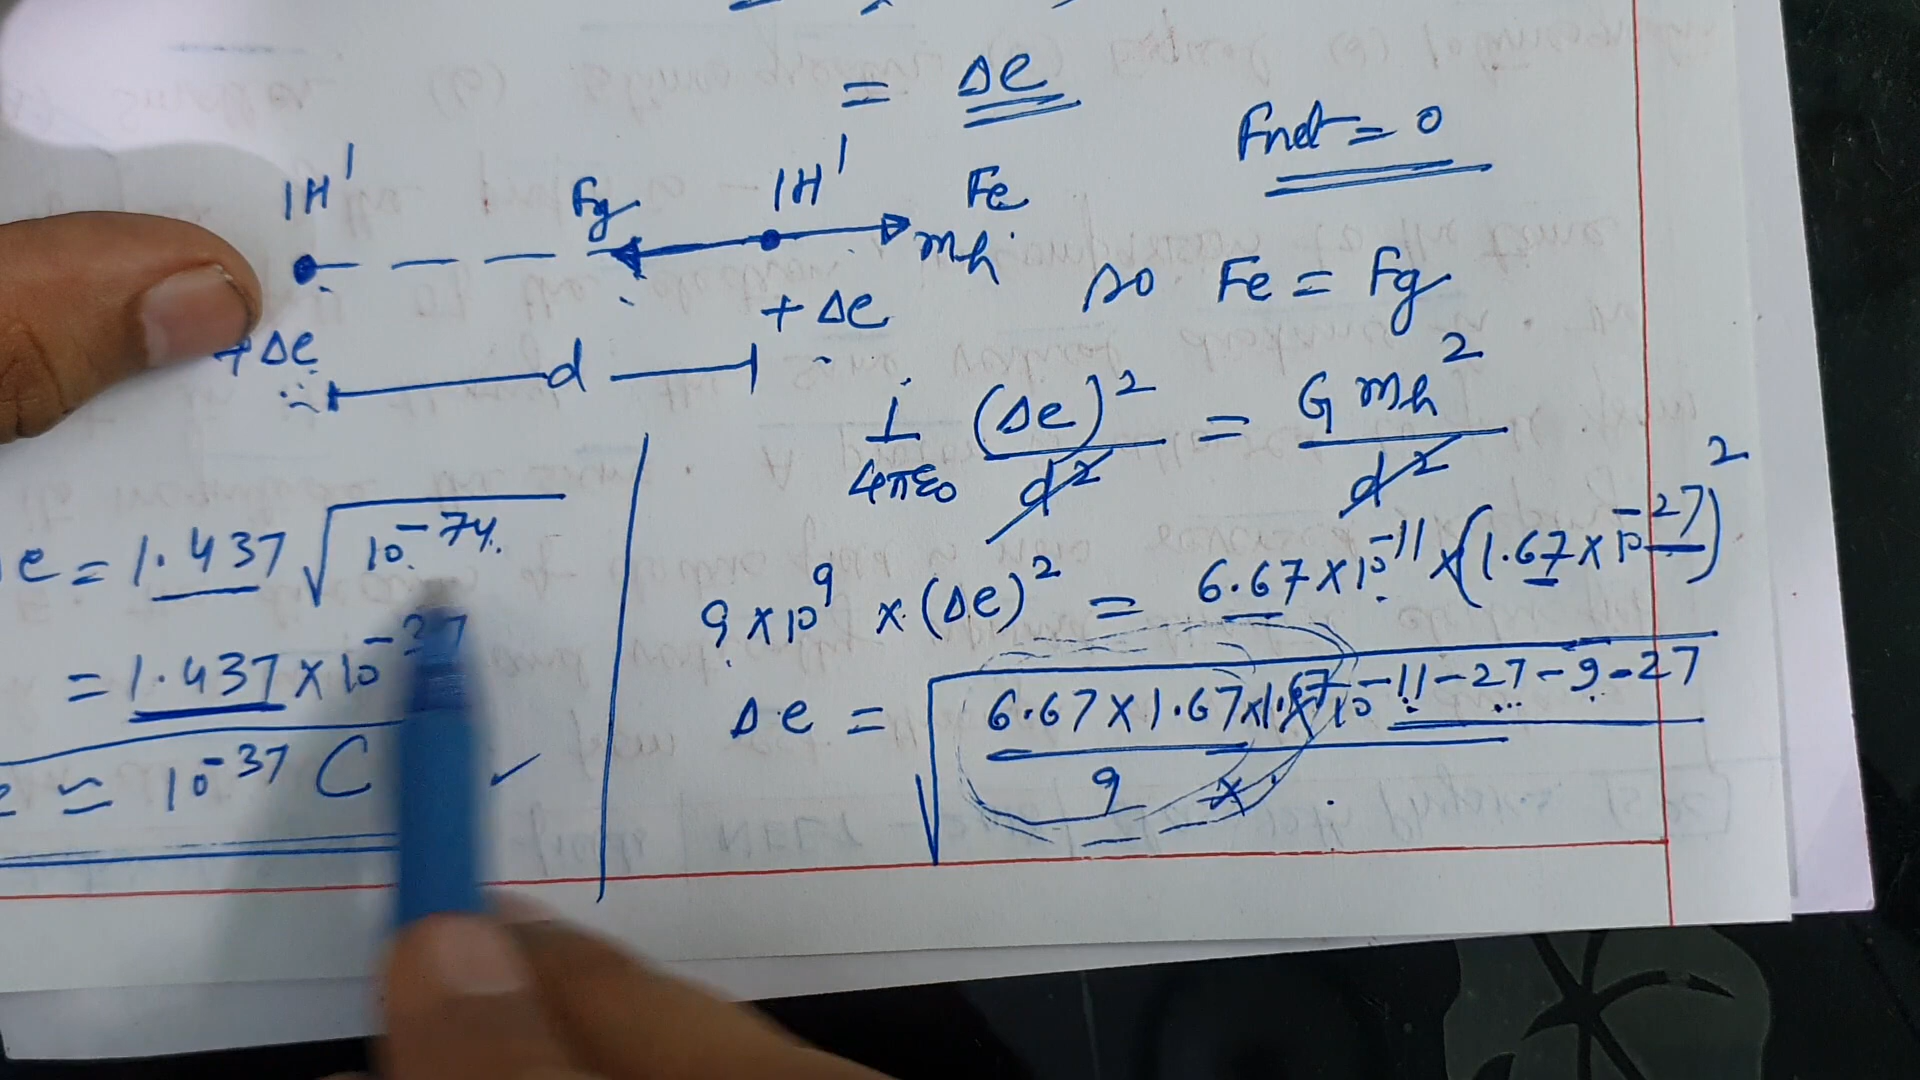 = Δe
Fnet = 0
1H¹ Fg 1H¹ Fe
mh
+Δe +Δe
d
so Fe = Fg
1/4πε₀ (Δe)²/d² = G mh²/d²
9×10⁹ × (Δe)² = 6.67×10⁻¹¹×(1.67×10⁻²⁷)²
Δe = √(6.67×1.67×1.67×10⁻¹¹⁻²⁷⁻⁹⁻²⁷/9)
e = 1.437 √10⁻⁷⁴
= 1.437×10⁻³⁷
≃ 10⁻³⁷ C ✓